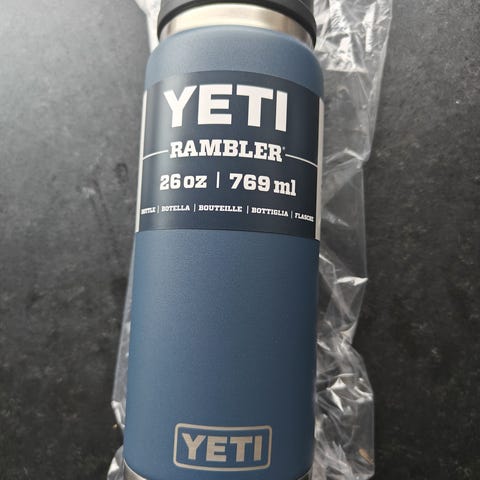 YETI
RAMBLER®
26 oz | 769 ml
BOTTLE | BOTELLA | BOUTEILLE | BOTTIGLIA | FLASCHE
YETI